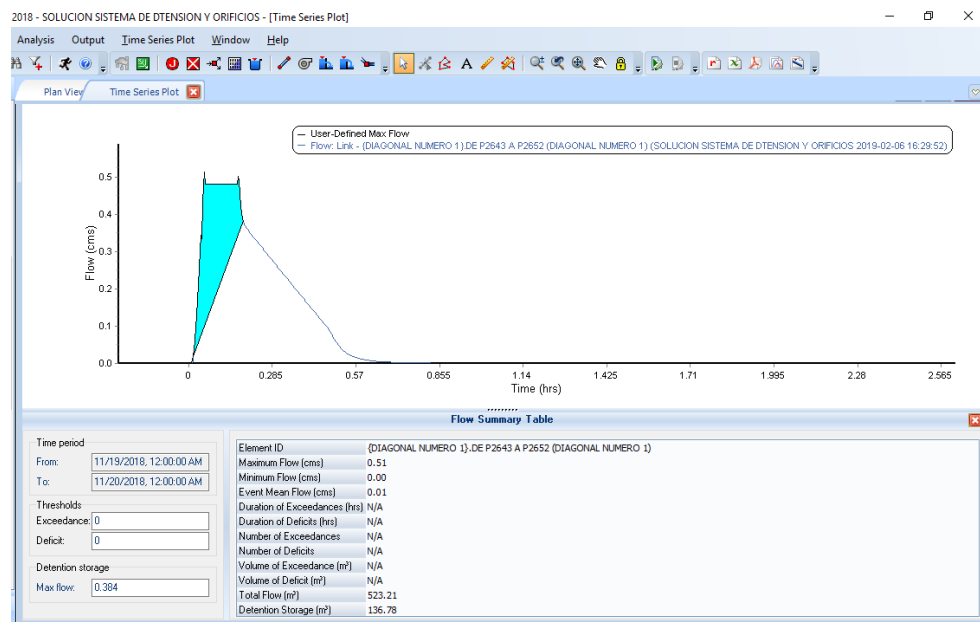 2018 - SOLUCION SISTEMA DE DTENSION Y ORIFICIOS - [Time Series Plot]
Analysis Output Time Series Plot Window Help
Plan View Time Series Plot
User-Defined Max Flow
Flow: Link - {DIAGONAL NUMERO 1}.DE P2643 A P2652 (DIAGONAL NUMERO 1) (SOLUCION SISTEMA DE DTENSION Y ORIFICIOS 2019-02-06 16:29:52)
0.5
0.4
0.3
0.2
0.1
0.0
Flow (cms)
0 0.285 0.57 0.855 1.14 1.425 1.71 1.995 2.28 2.565
Time (hrs)
Flow Summary Table
Time period
From: 11/19/2018, 12:00:00 AM
To: 11/20/2018, 12:00:00 AM
Thresholds
Exceedance: 0
Deficit: 0
Detention storage
Max flow: 0.384
Element ID {DIAGONAL NUMERO 1}.DE P2643 A P2652 (DIAGONAL NUMERO 1)
Maximum Flow (cms) 0.51
Minimum Flow (cms) 0.00
Event Mean Flow (cms) 0.01
Duration of Exceedances (hrs) N/A
Duration of Deficits (hrs) N/A
Number of Exceedances N/A
Number of Deficits N/A
Volume of Exceedance (m³) N/A
Volume of Deficit (m³) N/A
Total Flow (m³) 523.21
Detention Storage (m³) 136.78